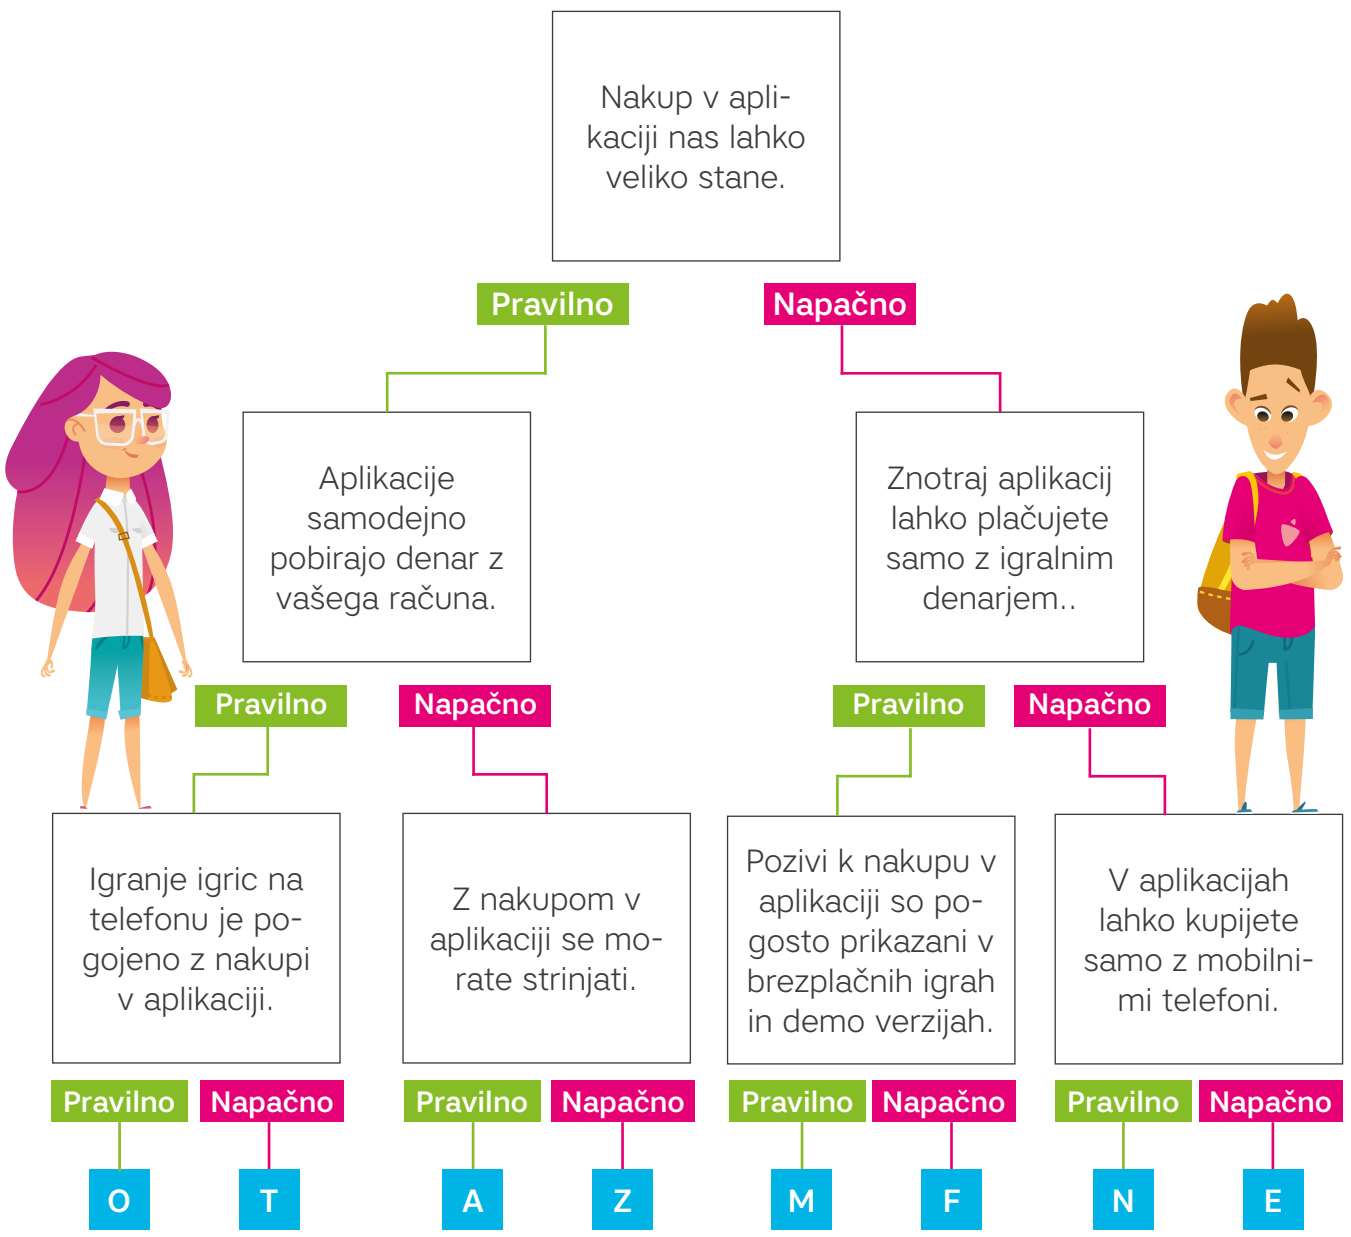 Nakup v apli-
kaciji nas lahko
veliko stane.
Pravilno
Napačno
Aplikacije
samodejno
pobirajo denar z
vašega računa.
Znotraj aplikacij
lahko plačujete
samo z igralnim
denarjem..
Pravilno
Napačno
Pravilno
Napačno
Igranje igric na
telefonu je po-
gojeno z nakupi
v aplikaciji.
Z nakupom v
aplikaciji se mo-
rate strinjati.
Pozivi k nakupu v
aplikaciji so po-
gosto prikazani v
brezplačnih igrah
in demo verzijah.
V aplikacijah
lahko kupijete
samo z mobilni-
mi telefoni.
Pravilno
Napačno
Pravilno
Napačno
Pravilno
Napačno
Pravilno
Napačno
O
T
A
Z
M
F
N
E